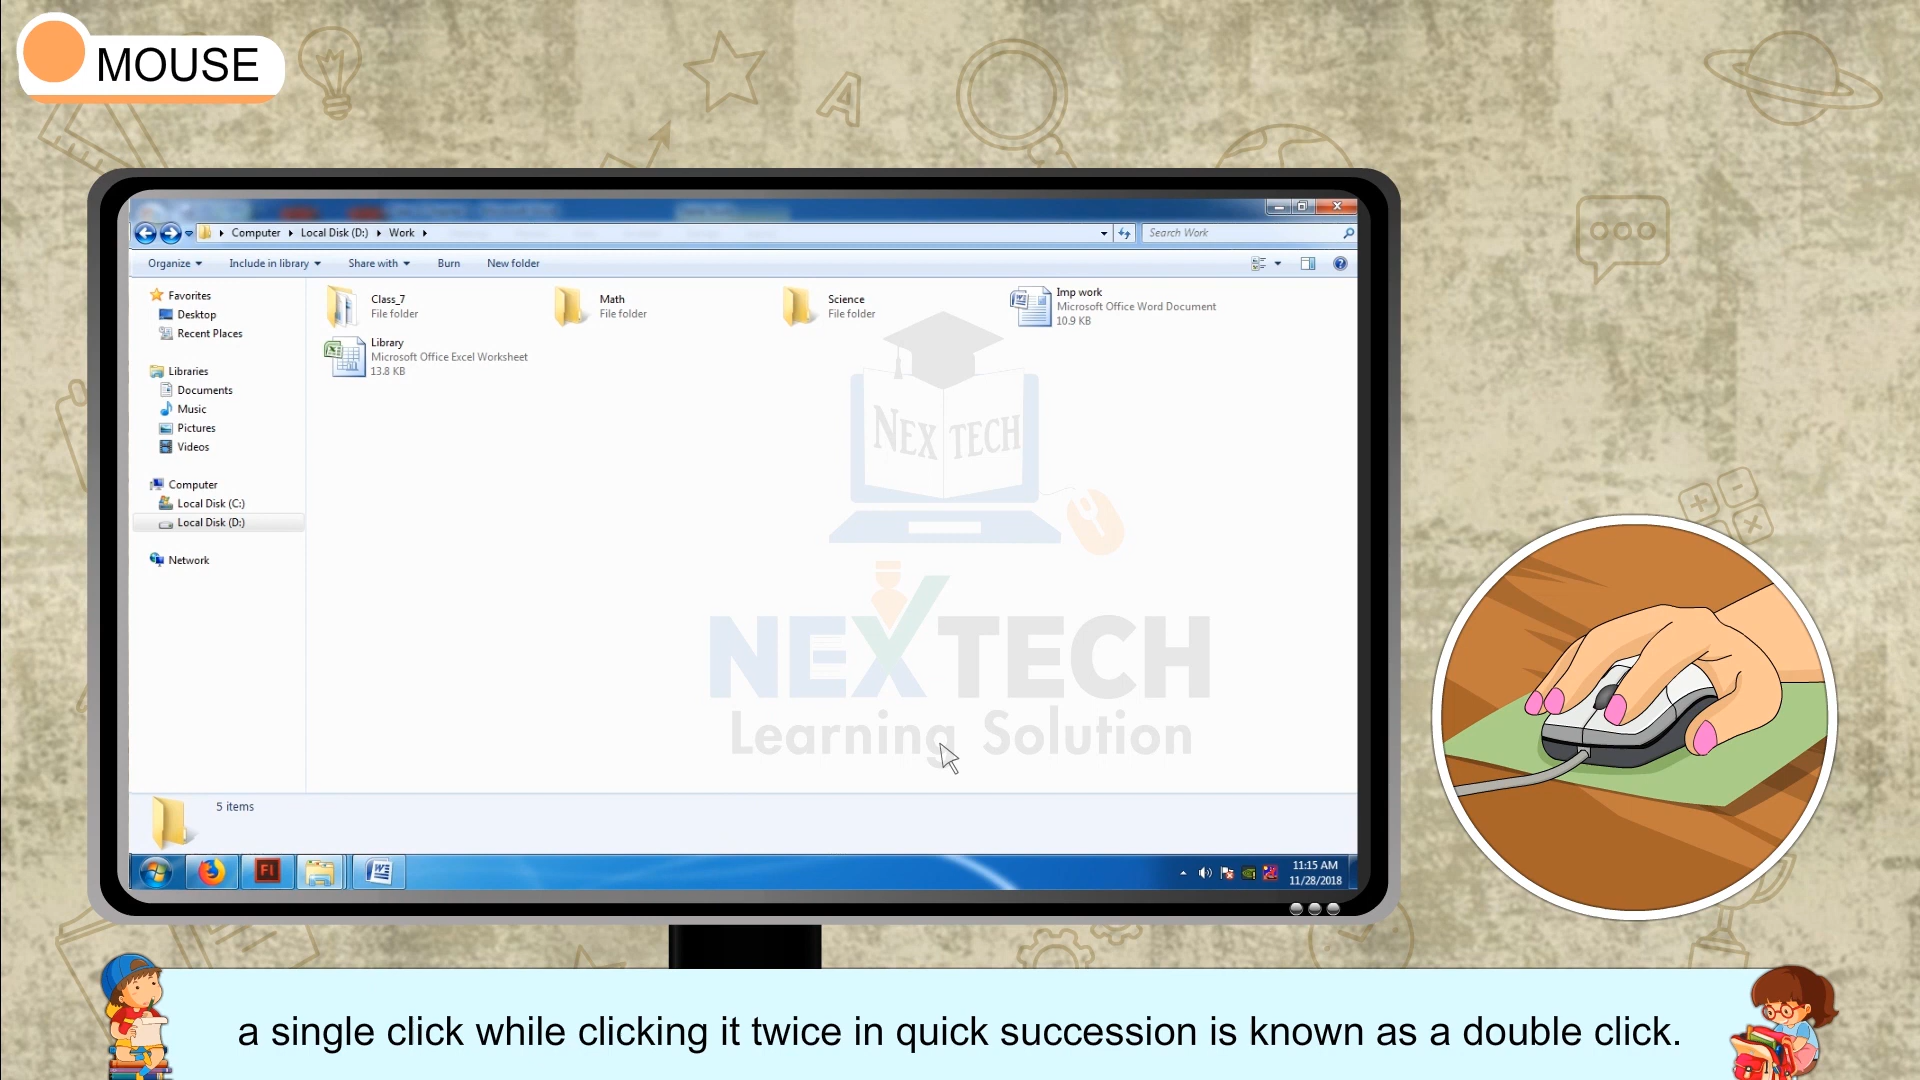 MOUSE
Computer Local Disk (D:) Work
Search Work
Organize Include in library Share with Burn New folder
Favorites
Desktop
Recent Places
Libraries
Documents
Music
Pictures
Videos
Computer
Local Disk (C:)
Local Disk (D:)
Network
Class_7
File folder
Math
File folder
Science
File folder
Imp work
Microsoft Office Word Document
10.9 KB
Library
Microsoft Office Excel Worksheet
13.8 KB
NEX TECH
NEXTECH
Learning Solution
5 items
Fl
11:15 AM
11/28/2018
a single click while clicking it twice in quick succession is known as a double click.